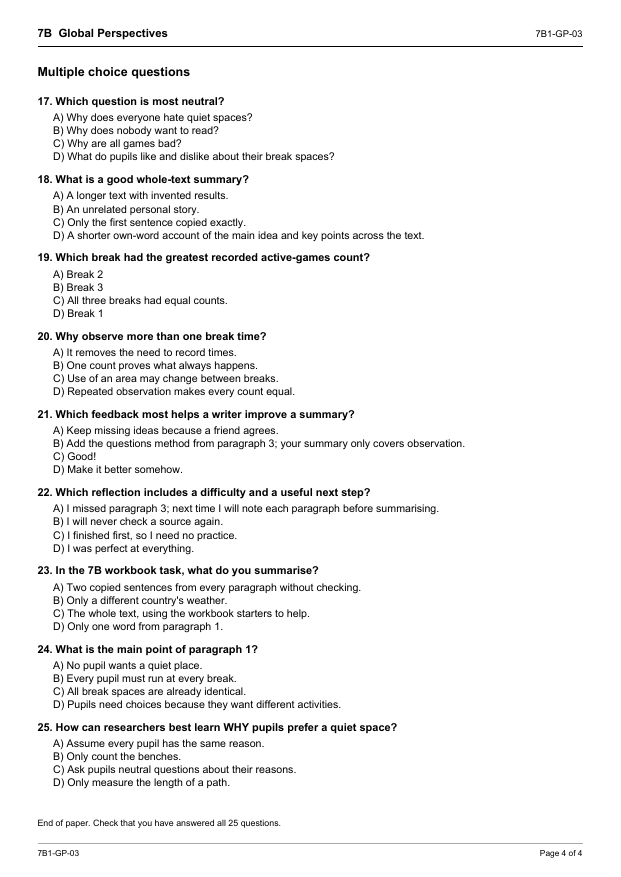 7B Global Perspectives
7B1-GP-03
Multiple choice questions
17. Which question is most neutral?
A) Why does everyone hate quiet spaces?
B) Why does nobody want to read?
C) Why are all games bad?
D) What do pupils like and dislike about their break spaces?
18. What is a good whole-text summary?
A) A longer text with invented results.
B) An unrelated personal story.
C) Only the first sentence copied exactly.
D) A shorter own-word account of the main idea and key points across the text.
19. Which break had the greatest recorded active-games count?
A) Break 2
B) Break 3
C) All three breaks had equal counts.
D) Break 1
20. Why observe more than one break time?
A) It removes the need to record times.
B) One count proves what always happens.
C) Use of an area may change between breaks.
D) Repeated observation makes every count equal.
21. Which feedback most helps a writer improve a summary?
A) Keep missing ideas because a friend agrees.
B) Add the questions method from paragraph 3; your summary only covers observation.
C) Good!
D) Make it better somehow.
22. Which reflection includes a difficulty and a useful next step?
A) I missed paragraph 3; next time I will note each paragraph before summarising.
B) I will never check a source again.
C) I finished first, so I need no practice.
D) I was perfect at everything.
23. In the 7B workbook task, what do you summarise?
A) Two copied sentences from every paragraph without checking.
B) Only a different country's weather.
C) The whole text, using the workbook starters to help.
D) Only one word from paragraph 1.
24. What is the main point of paragraph 1?
A) No pupil wants a quiet place.
B) Every pupil must run at every break.
C) All break spaces are already identical.
D) Pupils need choices because they want different activities.
25. How can researchers best learn WHY pupils prefer a quiet space?
A) Assume every pupil has the same reason.
B) Only count the benches.
C) Ask pupils neutral questions about their reasons.
D) Only measure the length of a path.
End of paper. Check that you have answered all 25 questions.
7B1-GP-03
Page 4 of 4